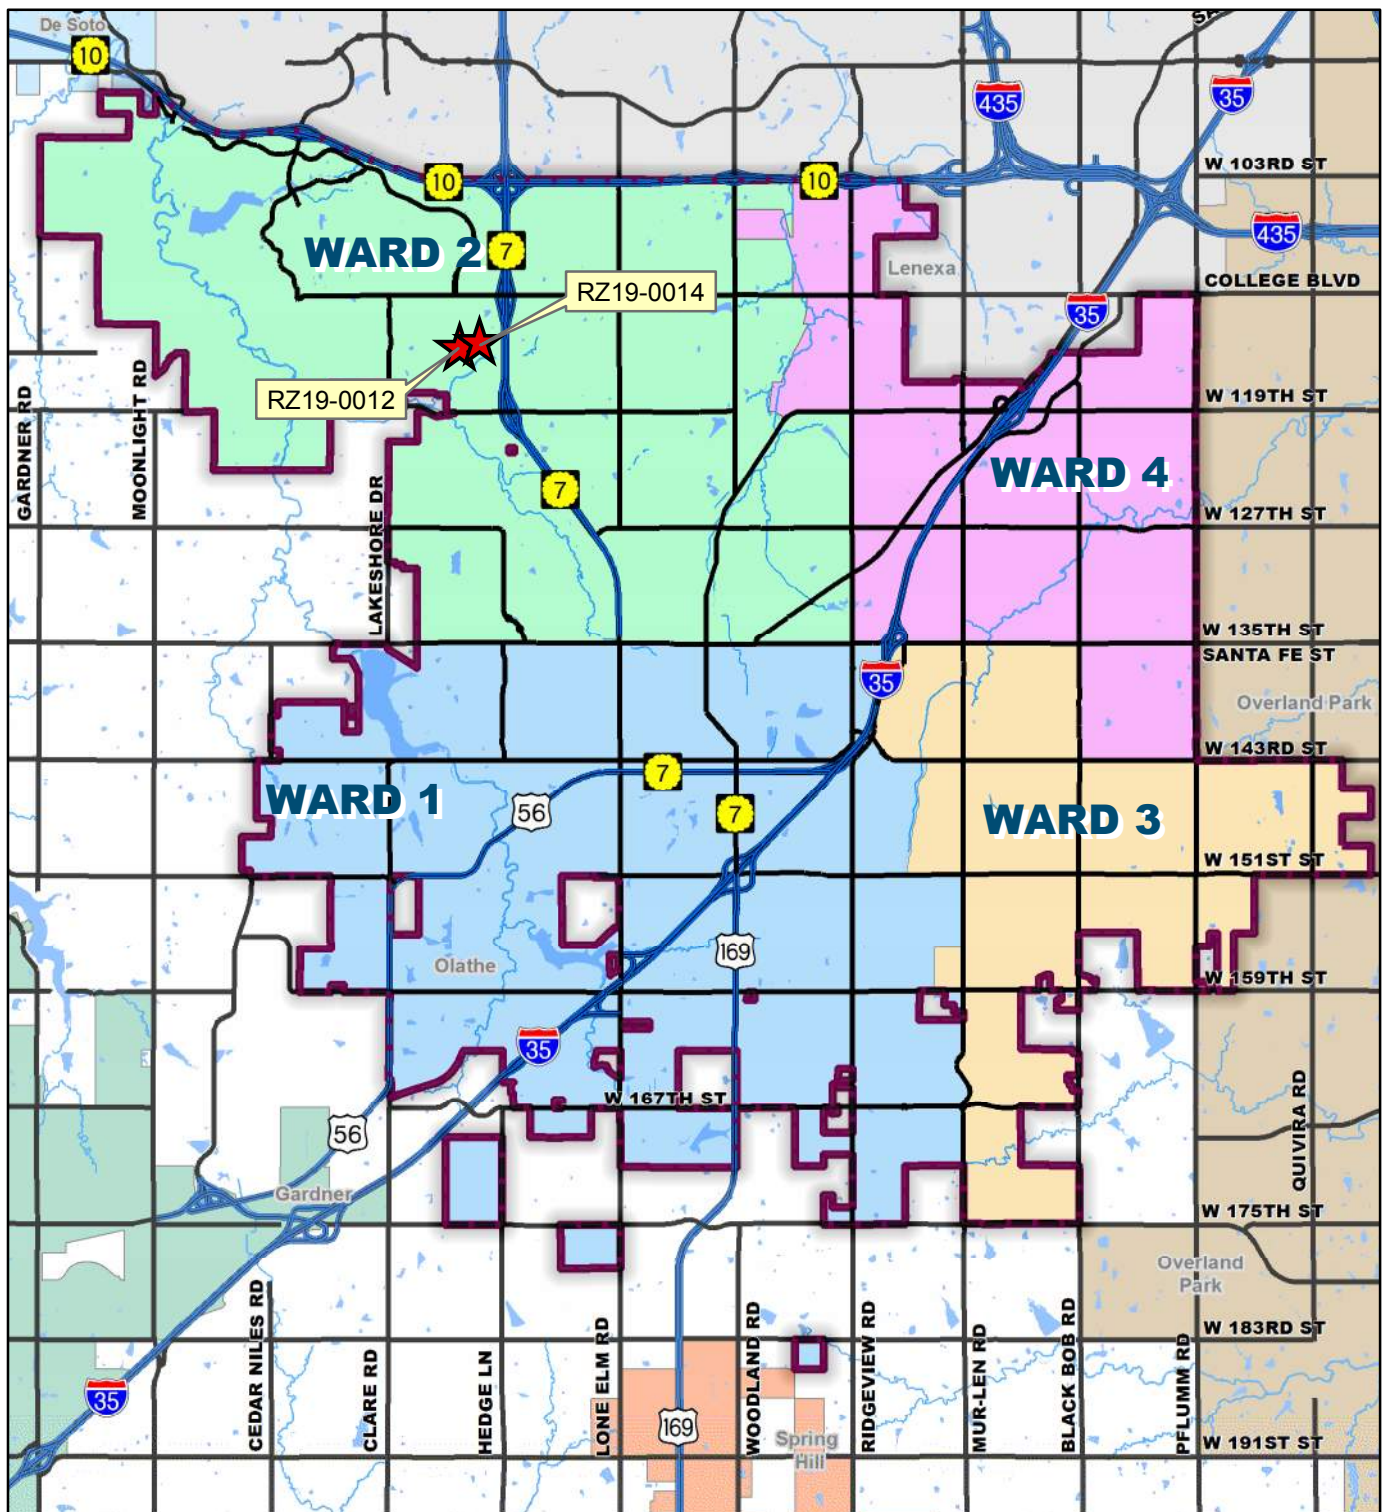 De Soto
10
435
35
W 103RD ST
10
10
435
WARD 2
7
Lenexa
COLLEGE BLVD
RZ19-0014
35
RZ19-0012
W 119TH ST
GARDNER RD
MOONLIGHT RD
LAKESHORE DR
WARD 4
7
W 127TH ST
W 135TH ST
SANTA FE ST
35
Overland Park
W 143RD ST
7
WARD 1
56
7
WARD 3
W 151ST ST
169
Olathe
W 159TH ST
35
W 167TH ST
56
QUIVIRA RD
Gardner
W 175TH ST
Overland
Park
W 183RD ST
CEDAR NILES RD
CLARE RD
HEDGE LN
LONE ELM RD
WOODLAND RD
RIDGEVIEW RD
MUR-LEN RD
BLACK BOB RD
PFLUMM RD
35
169
Spring
Hill
W 191ST ST